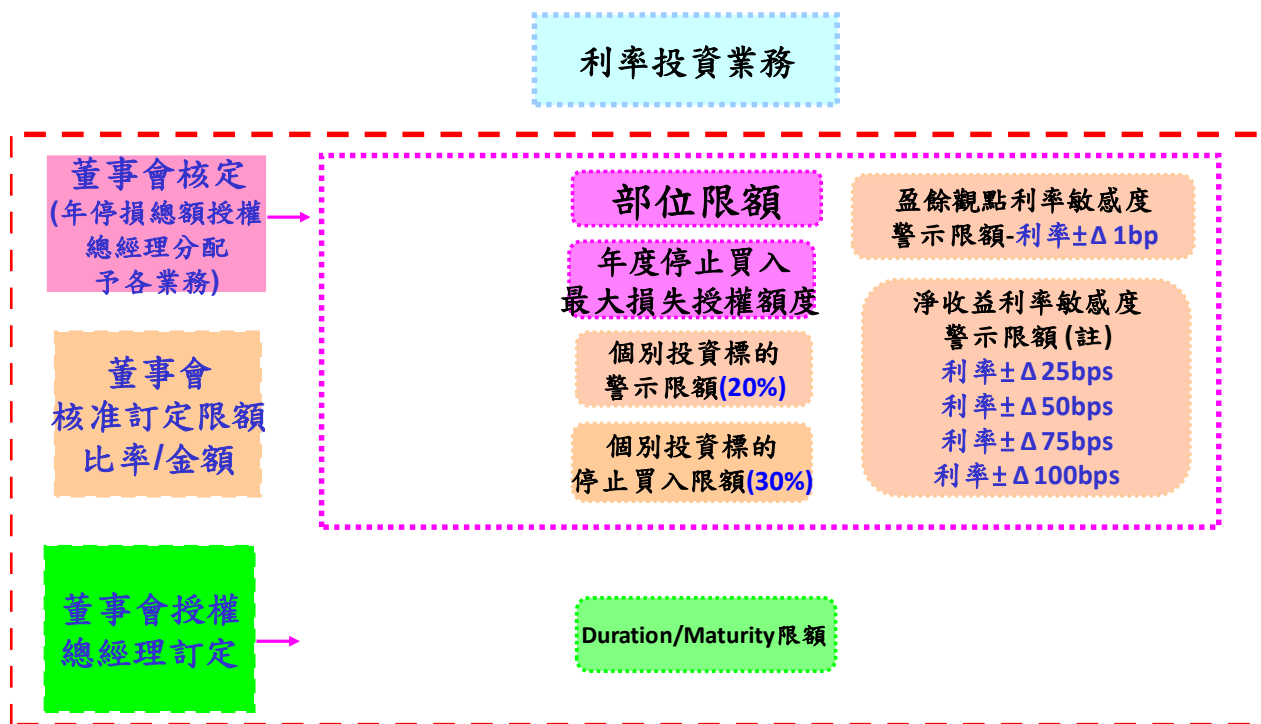 利率投資業務
董事會核定
(年停損總額授權
總經理分配
予各業務)
部位限額
年度停止買入
最大損失授權額度
個別投資標的
警示限額(20%)
個別投資標的
停止買入限額(30%)
盈餘觀點利率敏感度
警示限額-利率±Δ 1bp
淨收益利率敏感度
警示限額 (註)
利率± Δ 25bps
利率± Δ 50bps
利率± Δ 75bps
利率± Δ 100bps
董事會
核准訂定限額
比率/金額
董事會授權
總經理訂定
Duration/Maturity限額